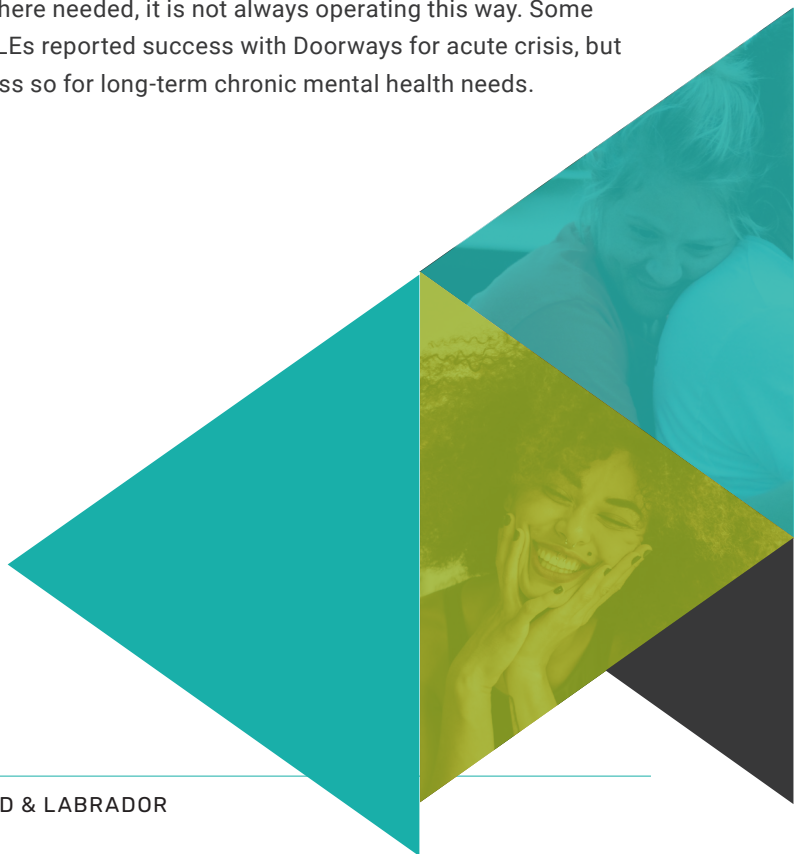 here needed, it is not always operating this way. Some
LEs reported success with Doorways for acute crisis, but
ss so for long-term chronic mental health needs.
D & LABRADOR